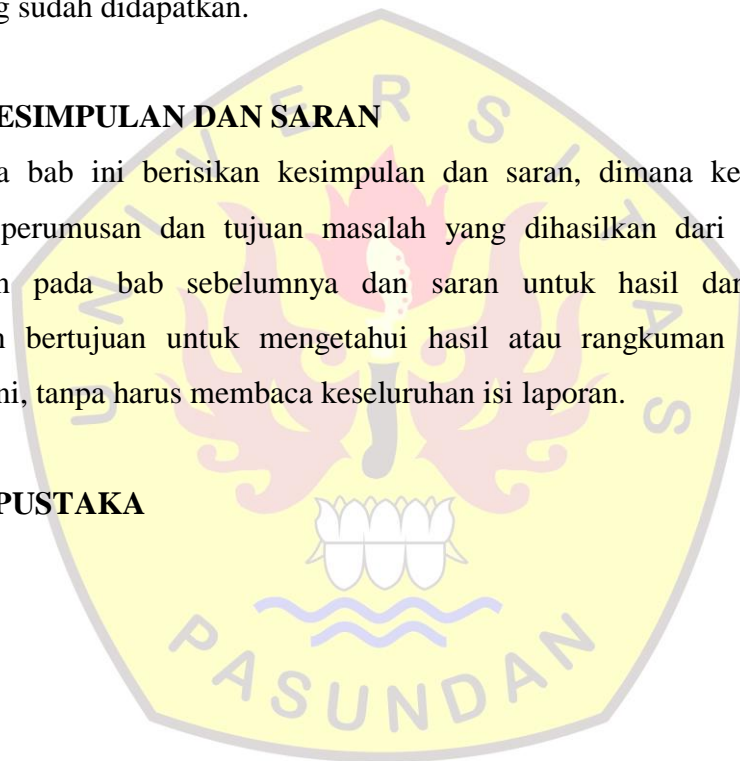 g sudah didapatkan.
ESIMPULAN DAN SARAN
a bab ini berisikan kesimpulan dan saran, dimana ke
perumusan dan tujuan masalah yang dihasilkan dari
n pada bab sebelumnya dan saran untuk hasil dar
n bertujuan untuk mengetahui hasil atau rangkuman
ni, tanpa harus membaca keseluruhan isi laporan.
PUSTAKA
UNIVERSITAS
PASUNDAN